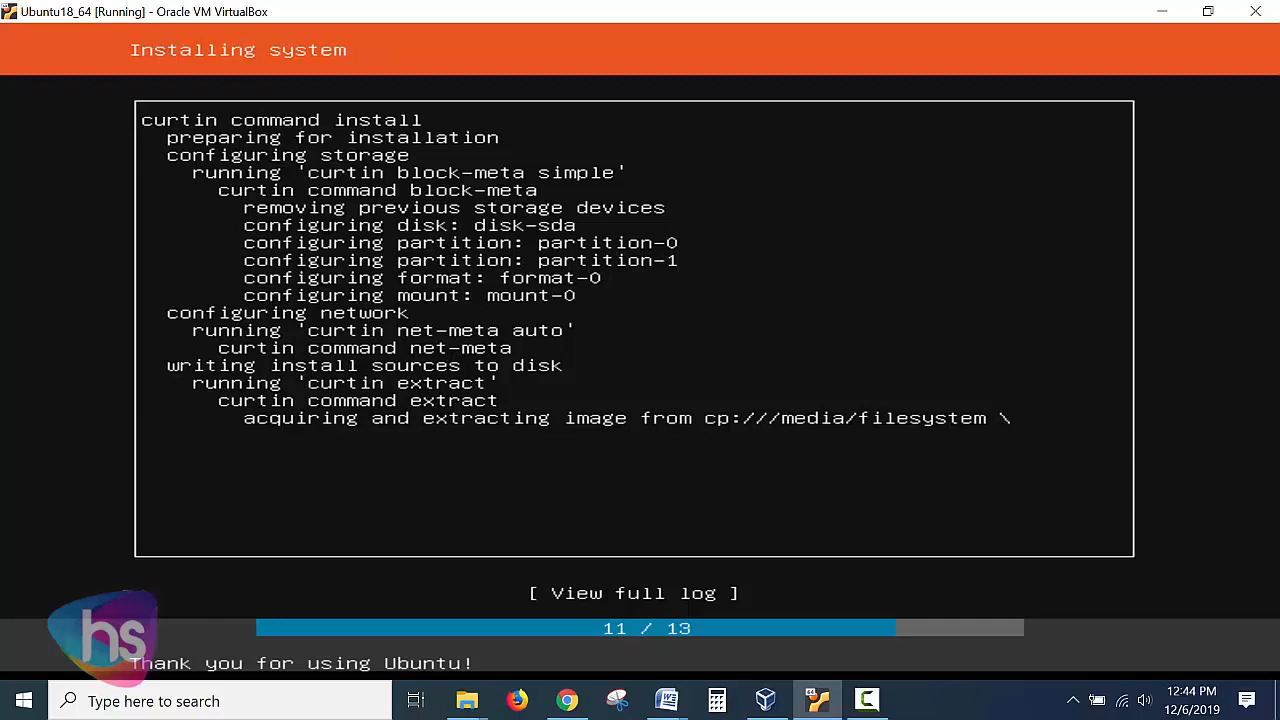 Ubuntu18_64 [Running] - Oracle VM VirtualBox
Installing system
curtin command install
preparing for installation
configuring storage
running 'curtin block-meta simple'
curtin command block-meta
removing previous storage devices
configuring disk: disk-sda
configuring partition: partition-0
configuring partition: partition-1
configuring format: format-0
configuring mount: mount-0
configuring network
running 'curtin net-meta auto'
curtin command net-meta
writing install sources to disk
running 'curtin extract'
curtin command extract
acquiring and extracting image from cp:///media/filesystem \
[ View full log ]
hs
11 / 13
Thank you for using Ubuntu!
Type here to search
12:44 PM
12/6/2019